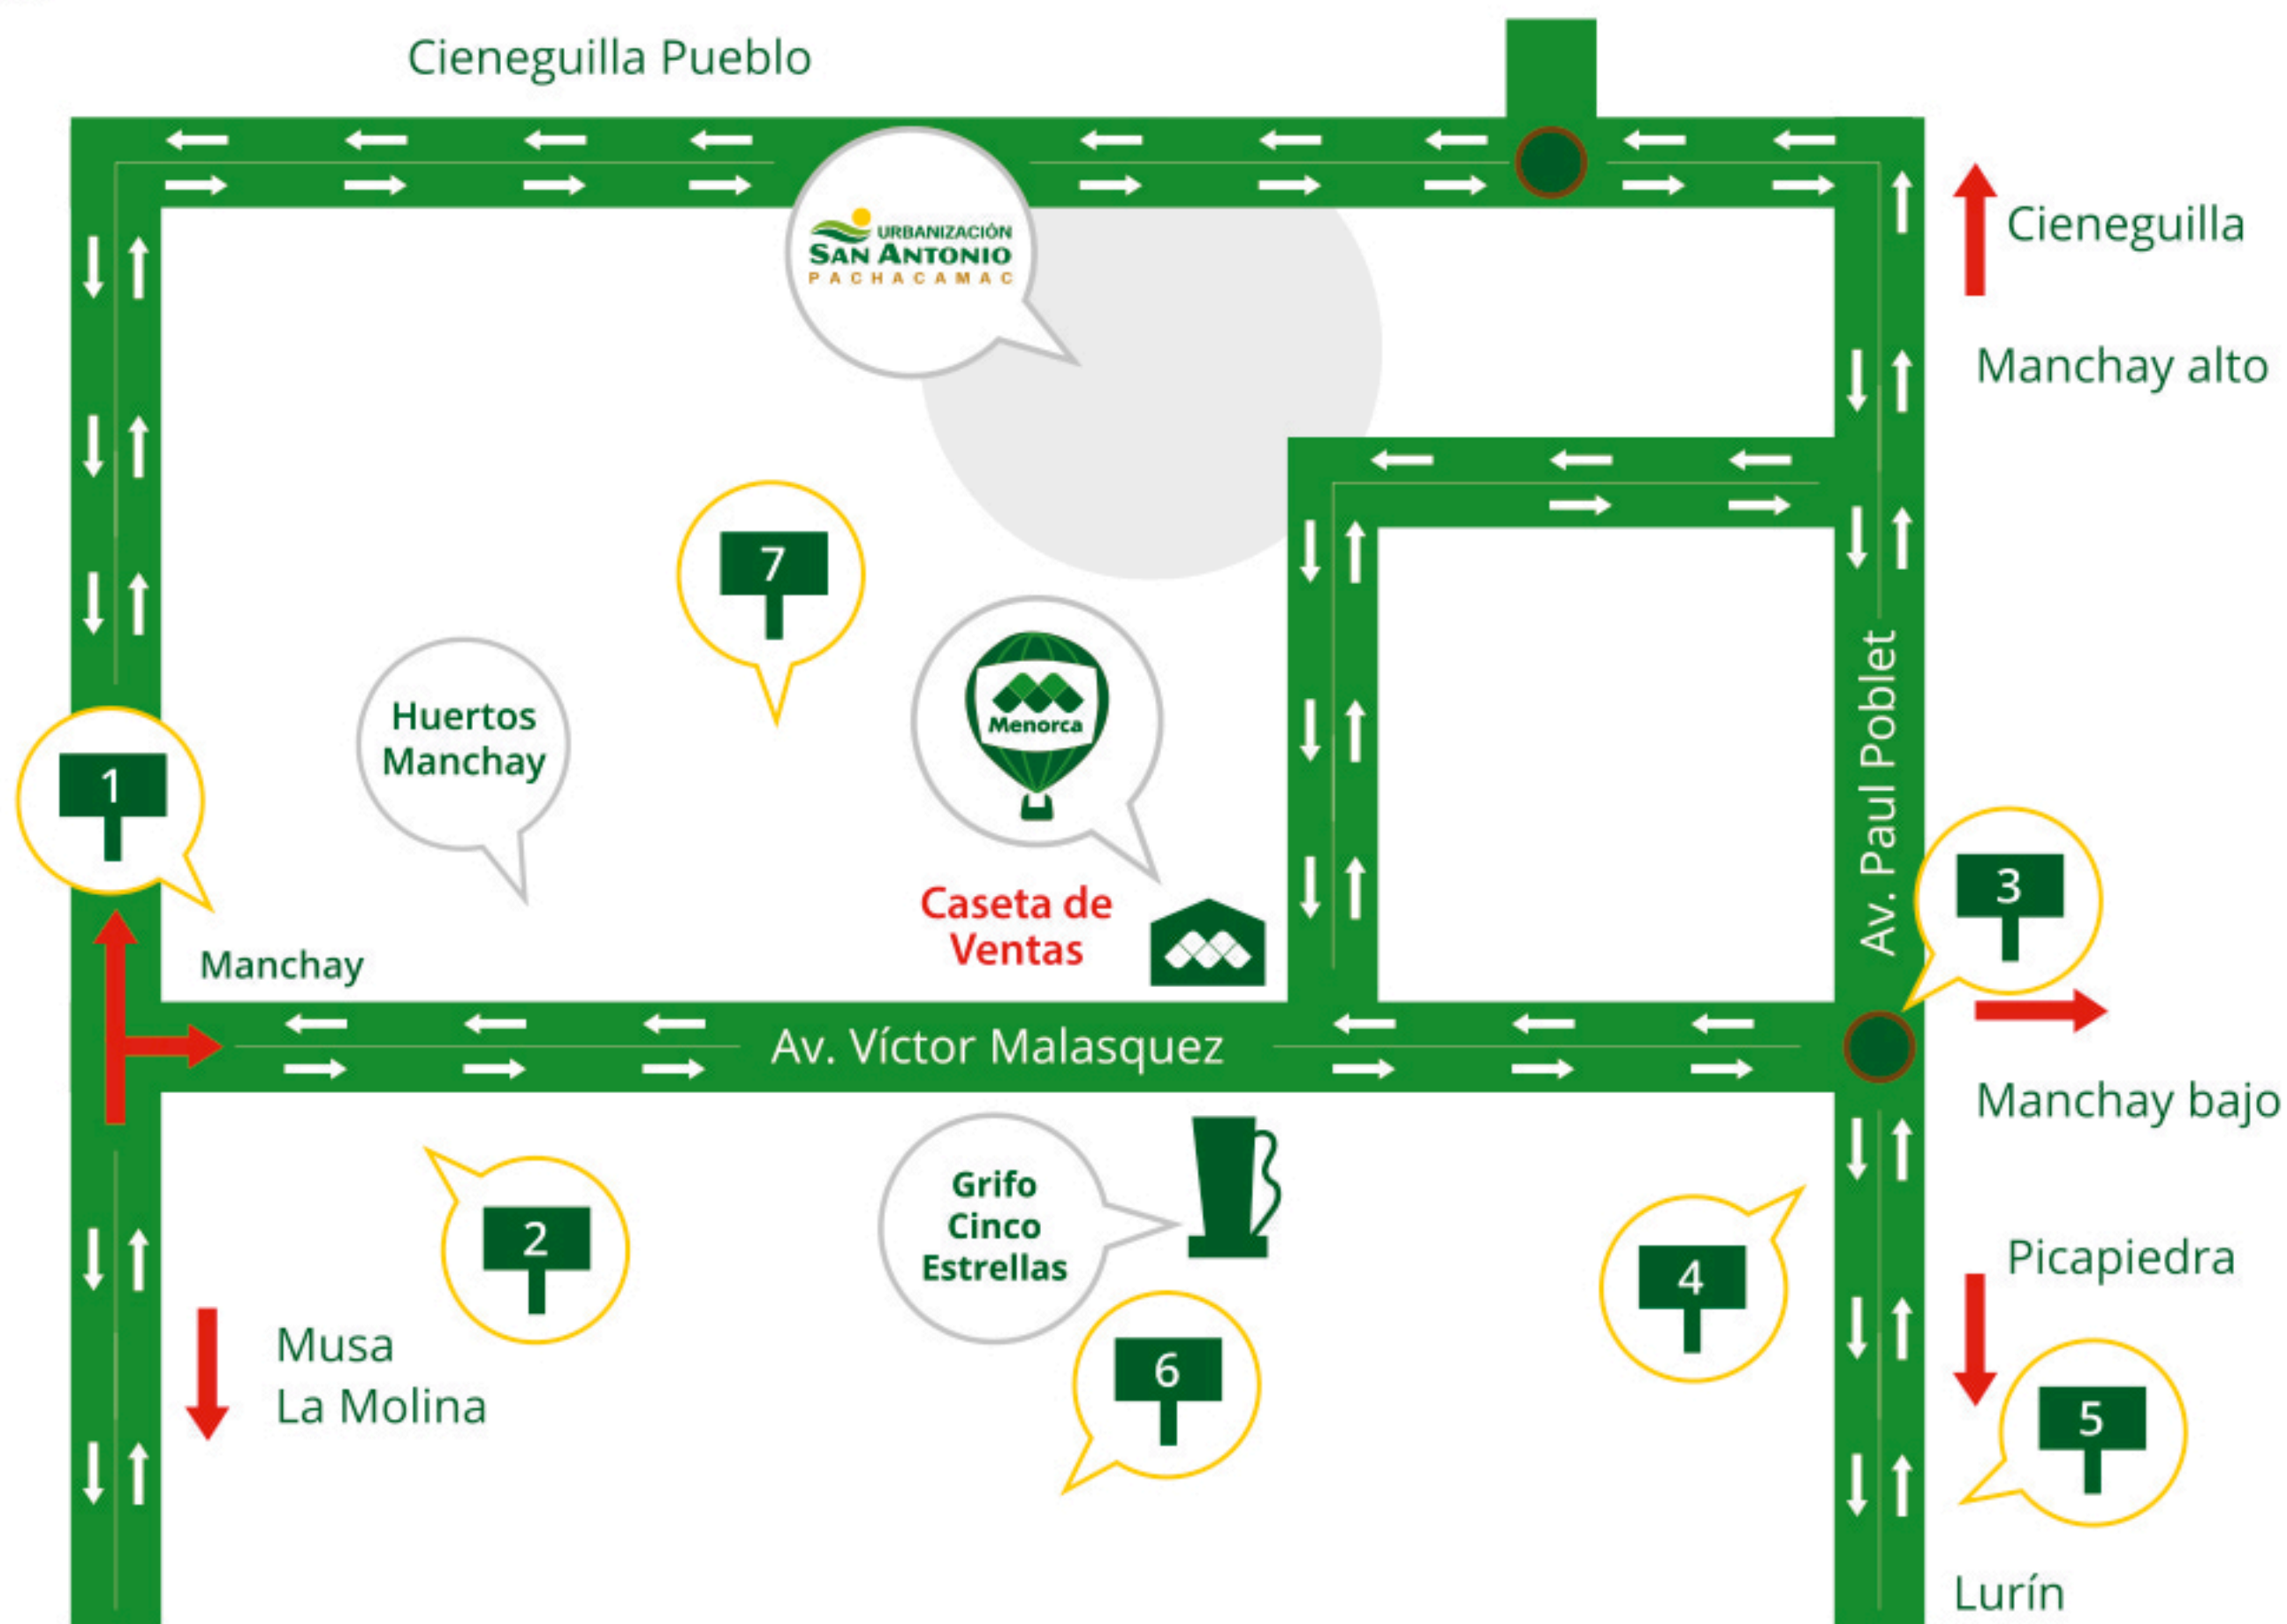 Cieneguilla Pueblo
URBANIZACIÓN
SAN ANTONIO
PACHACAMAC
Cieneguilla
Manchay alto
7
Huertos
Manchay
Menorca
1
Av. Paul Poblet
3
Caseta de
Ventas
Manchay
Av. Víctor Malasquez
Manchay bajo
2
Grifo
Cinco
Estrellas
4
Picapiedra
Musa
La Molina
6
5
Lurín